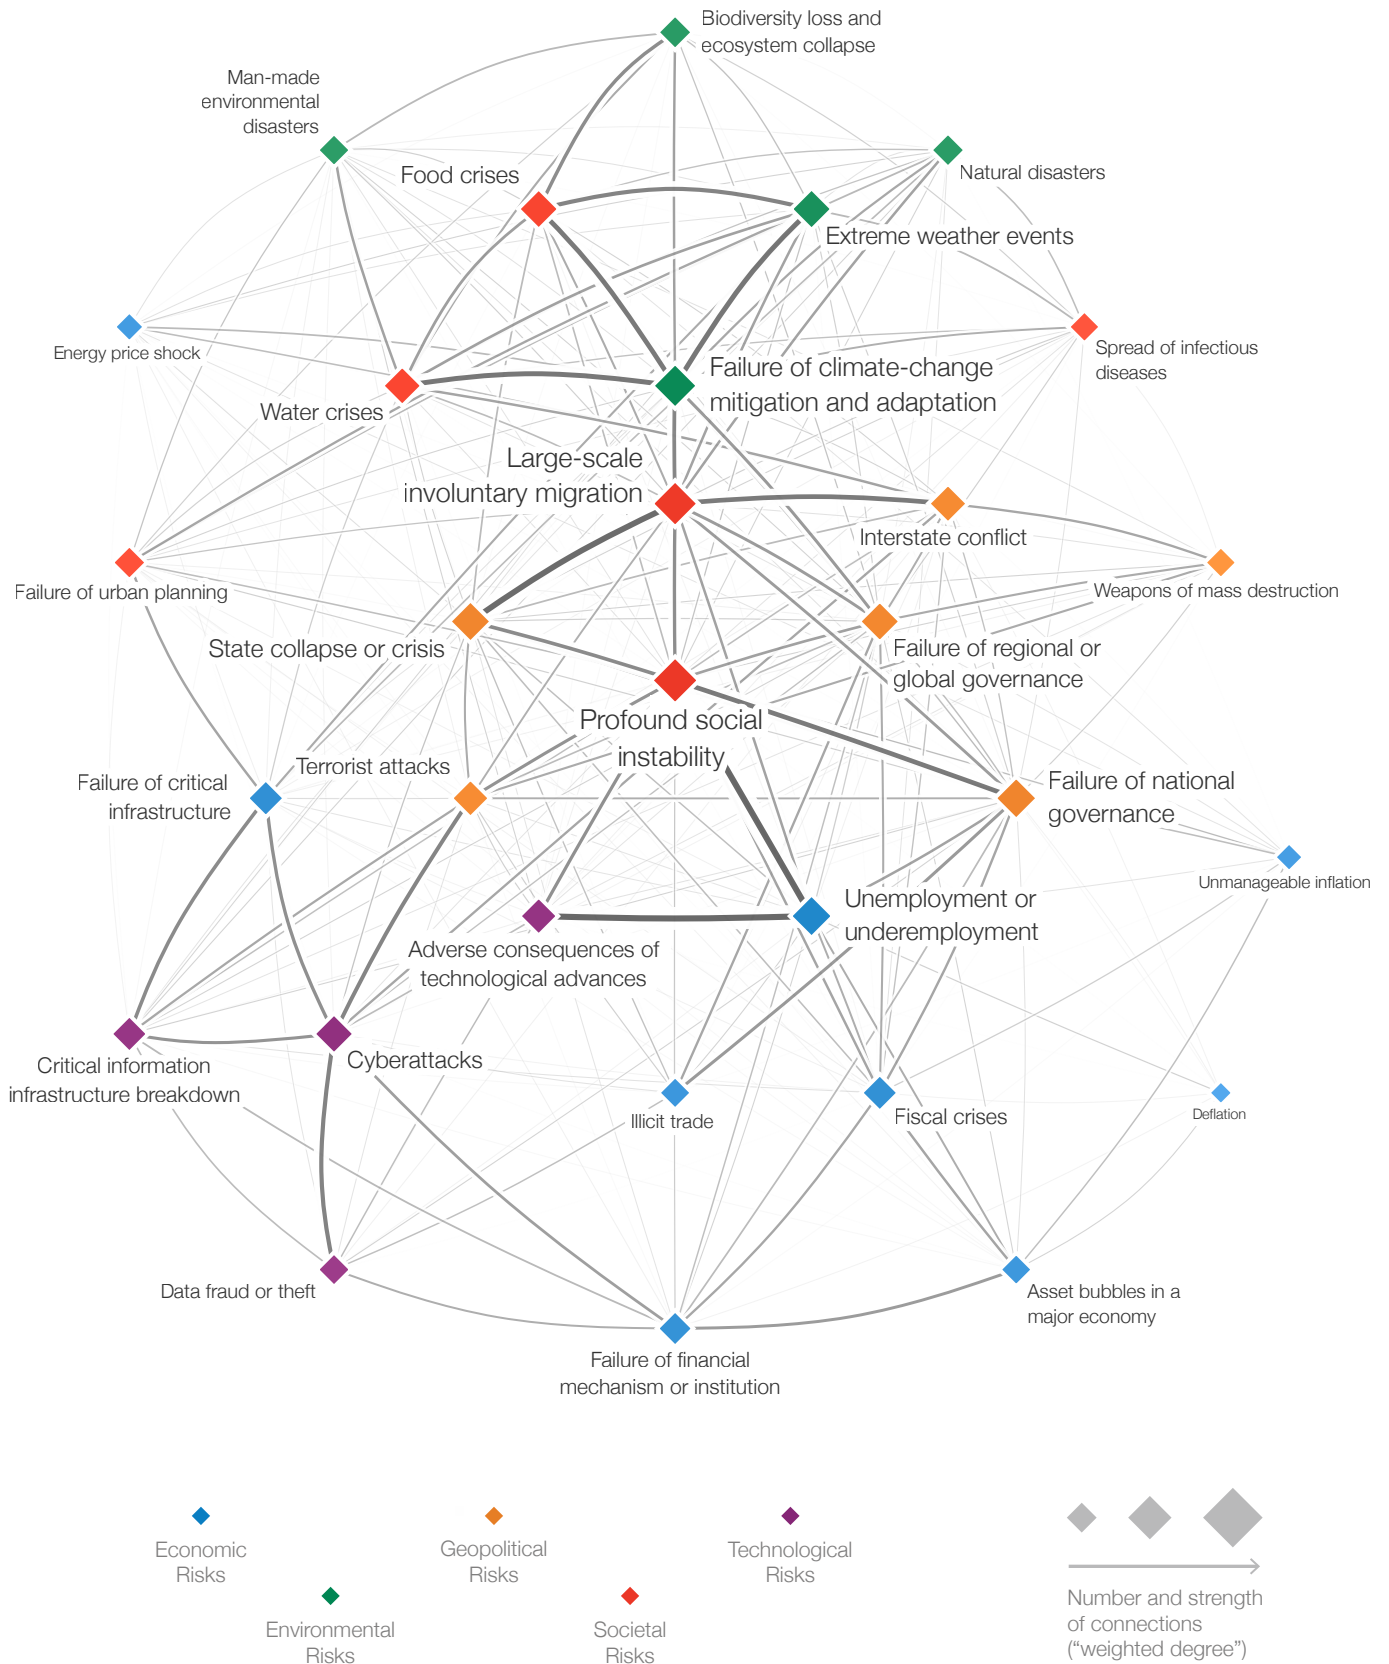 Biodiversity loss and
ecosystem collapse
Man-made
environmental
disasters
Food crises
Natural disasters
Extreme weather events
Energy price shock
Spread of infectious
diseases
Failure of climate-change
mitigation and adaptation
Water crises
Large-scale
involuntary migration
Interstate conflict
Failure of urban planning
Weapons of mass destruction
State collapse or crisis
Failure of regional or
global governance
Profound social
instability
Terrorist attacks
Failure of critical
infrastructure
Failure of national
governance
Unmanageable inflation
Unemployment or
underemployment
Adverse consequences of
technological advances
Critical information
infrastructure breakdown
Cyberattacks
Illicit trade
Fiscal crises
Deflation
Data fraud or theft
Asset bubbles in a
major economy
Failure of financial
mechanism or institution
Economic
Risks
Geopolitical
Risks
Technological
Risks
Environmental
Risks
Societal
Risks
Number and strength
of connections
(“weighted degree”)